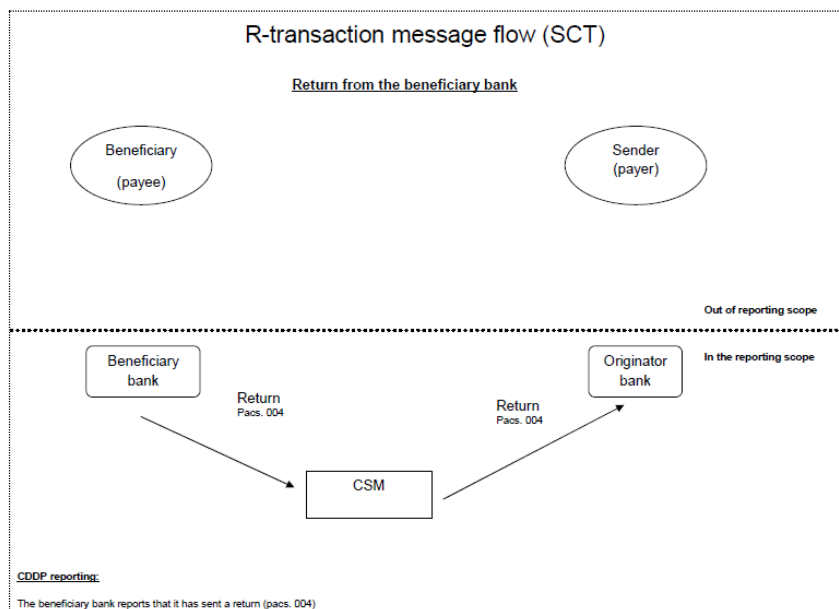 R-transaction message flow (SCT)
Return from the beneficiary bank
Beneficiary
(payee)
Sender
(payer)
Out of reporting scope
In the reporting scope
Beneficiary
bank
Originator
bank
Return
Pacs. 004
Return
Pacs. 004
CSM
CDDP reporting:
The beneficiary bank reports that it has sent a return (pacs. 004)